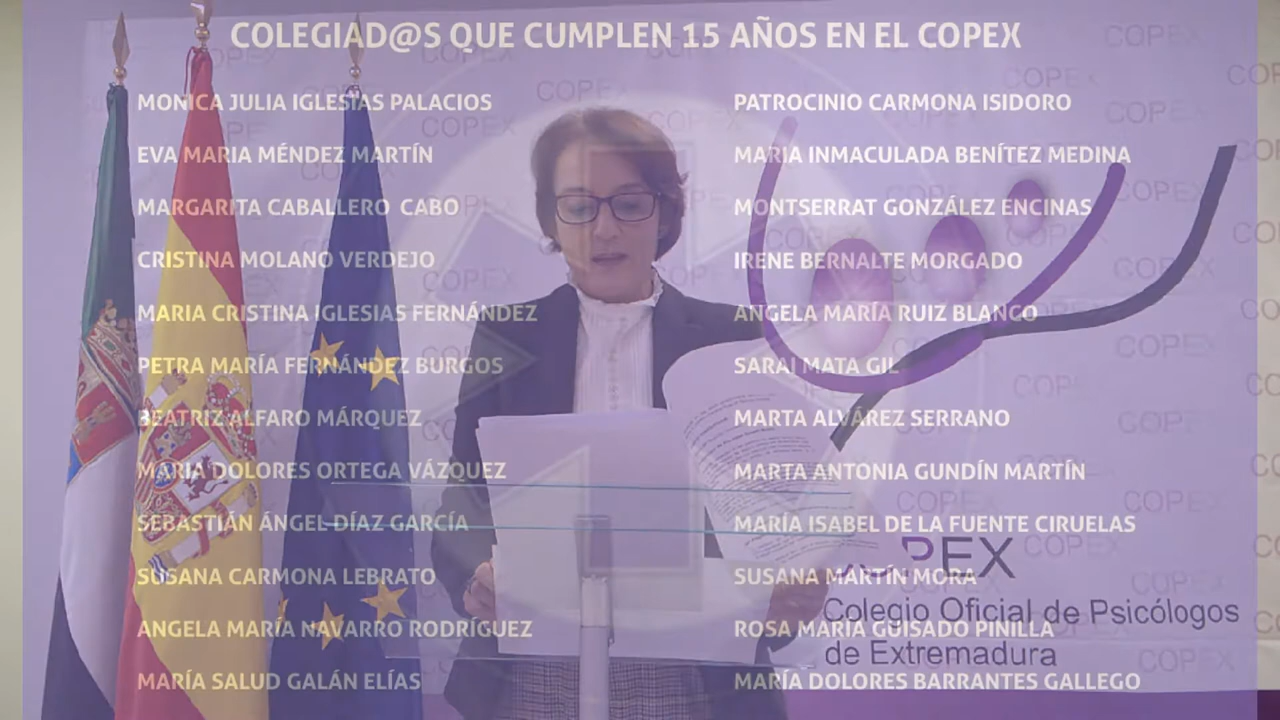 COLEGIAD@S QUE CUMPLEN 15 AÑOS EN EL COPEX
MONICA JULIA IGLESIAS PALACIOS
EVA MARIA MÉNDEZ MARTÍN
MARGARITA CABALLERO CABO
CRISTINA MOLANO VERDEJO
MARIA CRISTINA IGLESIAS FERNÁNDEZ
PETRA MARÍA FERNÁNDEZ BURGOS
BEATRIZ ALFARO MÁRQUEZ
MARIA DOLORES ORTEGA VÁZQUEZ
SEBASTIÁN ÁNGEL DÍAZ GARCÍA
SUSANA CARMONA LEBRATO
ANGELA MARÍA NAVARRO RODRÍGUEZ
MARÍA SALUD GALÁN ELÍAS
PATROCINIO CARMONA ISIDORO
MARIA INMACULADA BENÍTEZ MEDINA
MONTSERRAT GONZÁLEZ ENCINAS
IRENE BERNALTE MORGADO
ANGELA MARÍA RUIZ BLANCO
SARAI MATA GIL
MARTA ALVÁREZ SERRANO
MARTA ANTONIA GUNDÍN MARTÍN
MARÍA ISABEL DE LA FUENTE CIRUELAS
SUSANA MARTÍN MORA
ROSA MARÍA GUISADO PINILLA
MARÍA DOLORES BARRANTES GALLEGO
COPEX
Colegio Oficial de Psicólogos
de Extremadura